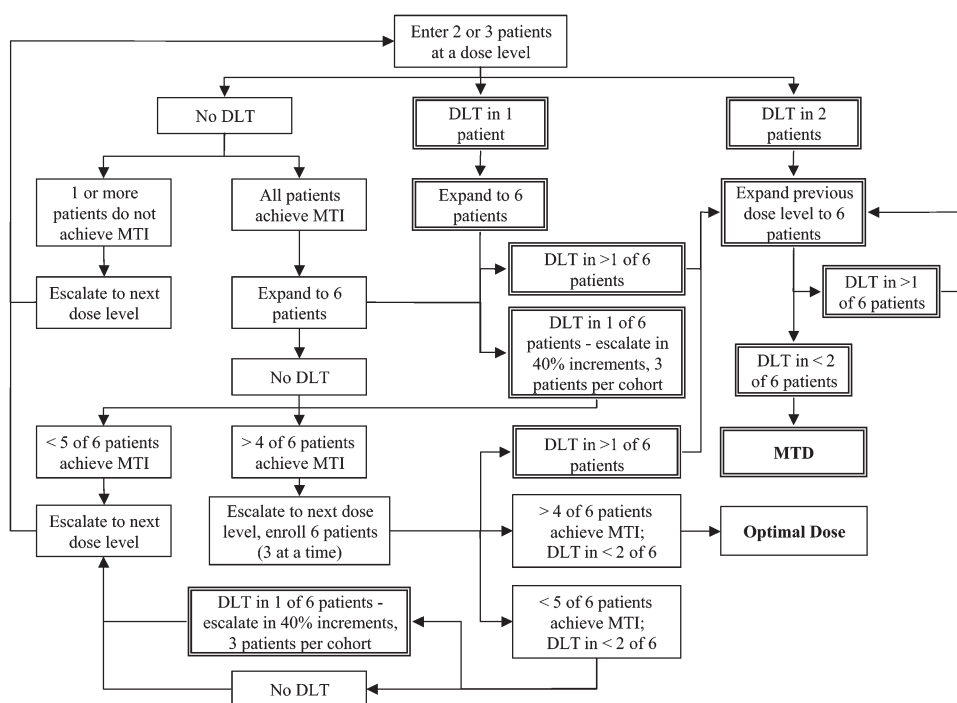 Enter 2 or 3 patients
at a dose level
No DLT
DLT in 1
patient
DLT in 2
patients
1 or more
patients do not
achieve MTI
All patients
achieve MTI
Expand to 6
patients
Expand previous
dose level to 6
patients
Escalate to next
dose level
Expand to 6
patients
DLT in >1 of 6
patients
DLT in >1
of 6 patients
No DLT
DLT in 1 of 6
patients - escalate in
40% increments, 3
patients per cohort
DLT in < 2
of 6 patients
< 5 of 6 patients
achieve MTI
> 4 of 6 patients
achieve MTI
DLT in >1 of 6
patients
MTD
Escalate to next
dose level
Escalate to next dose
level, enroll 6 patients
(3 at a time)
> 4 of 6 patients
achieve MTI;
DLT in < 2 of 6
Optimal Dose
DLT in 1 of 6 patients -
escalate in 40% increments,
3 patients per cohort
< 5 of 6 patients
achieve MTI;
DLT in < 2 of 6
No DLT